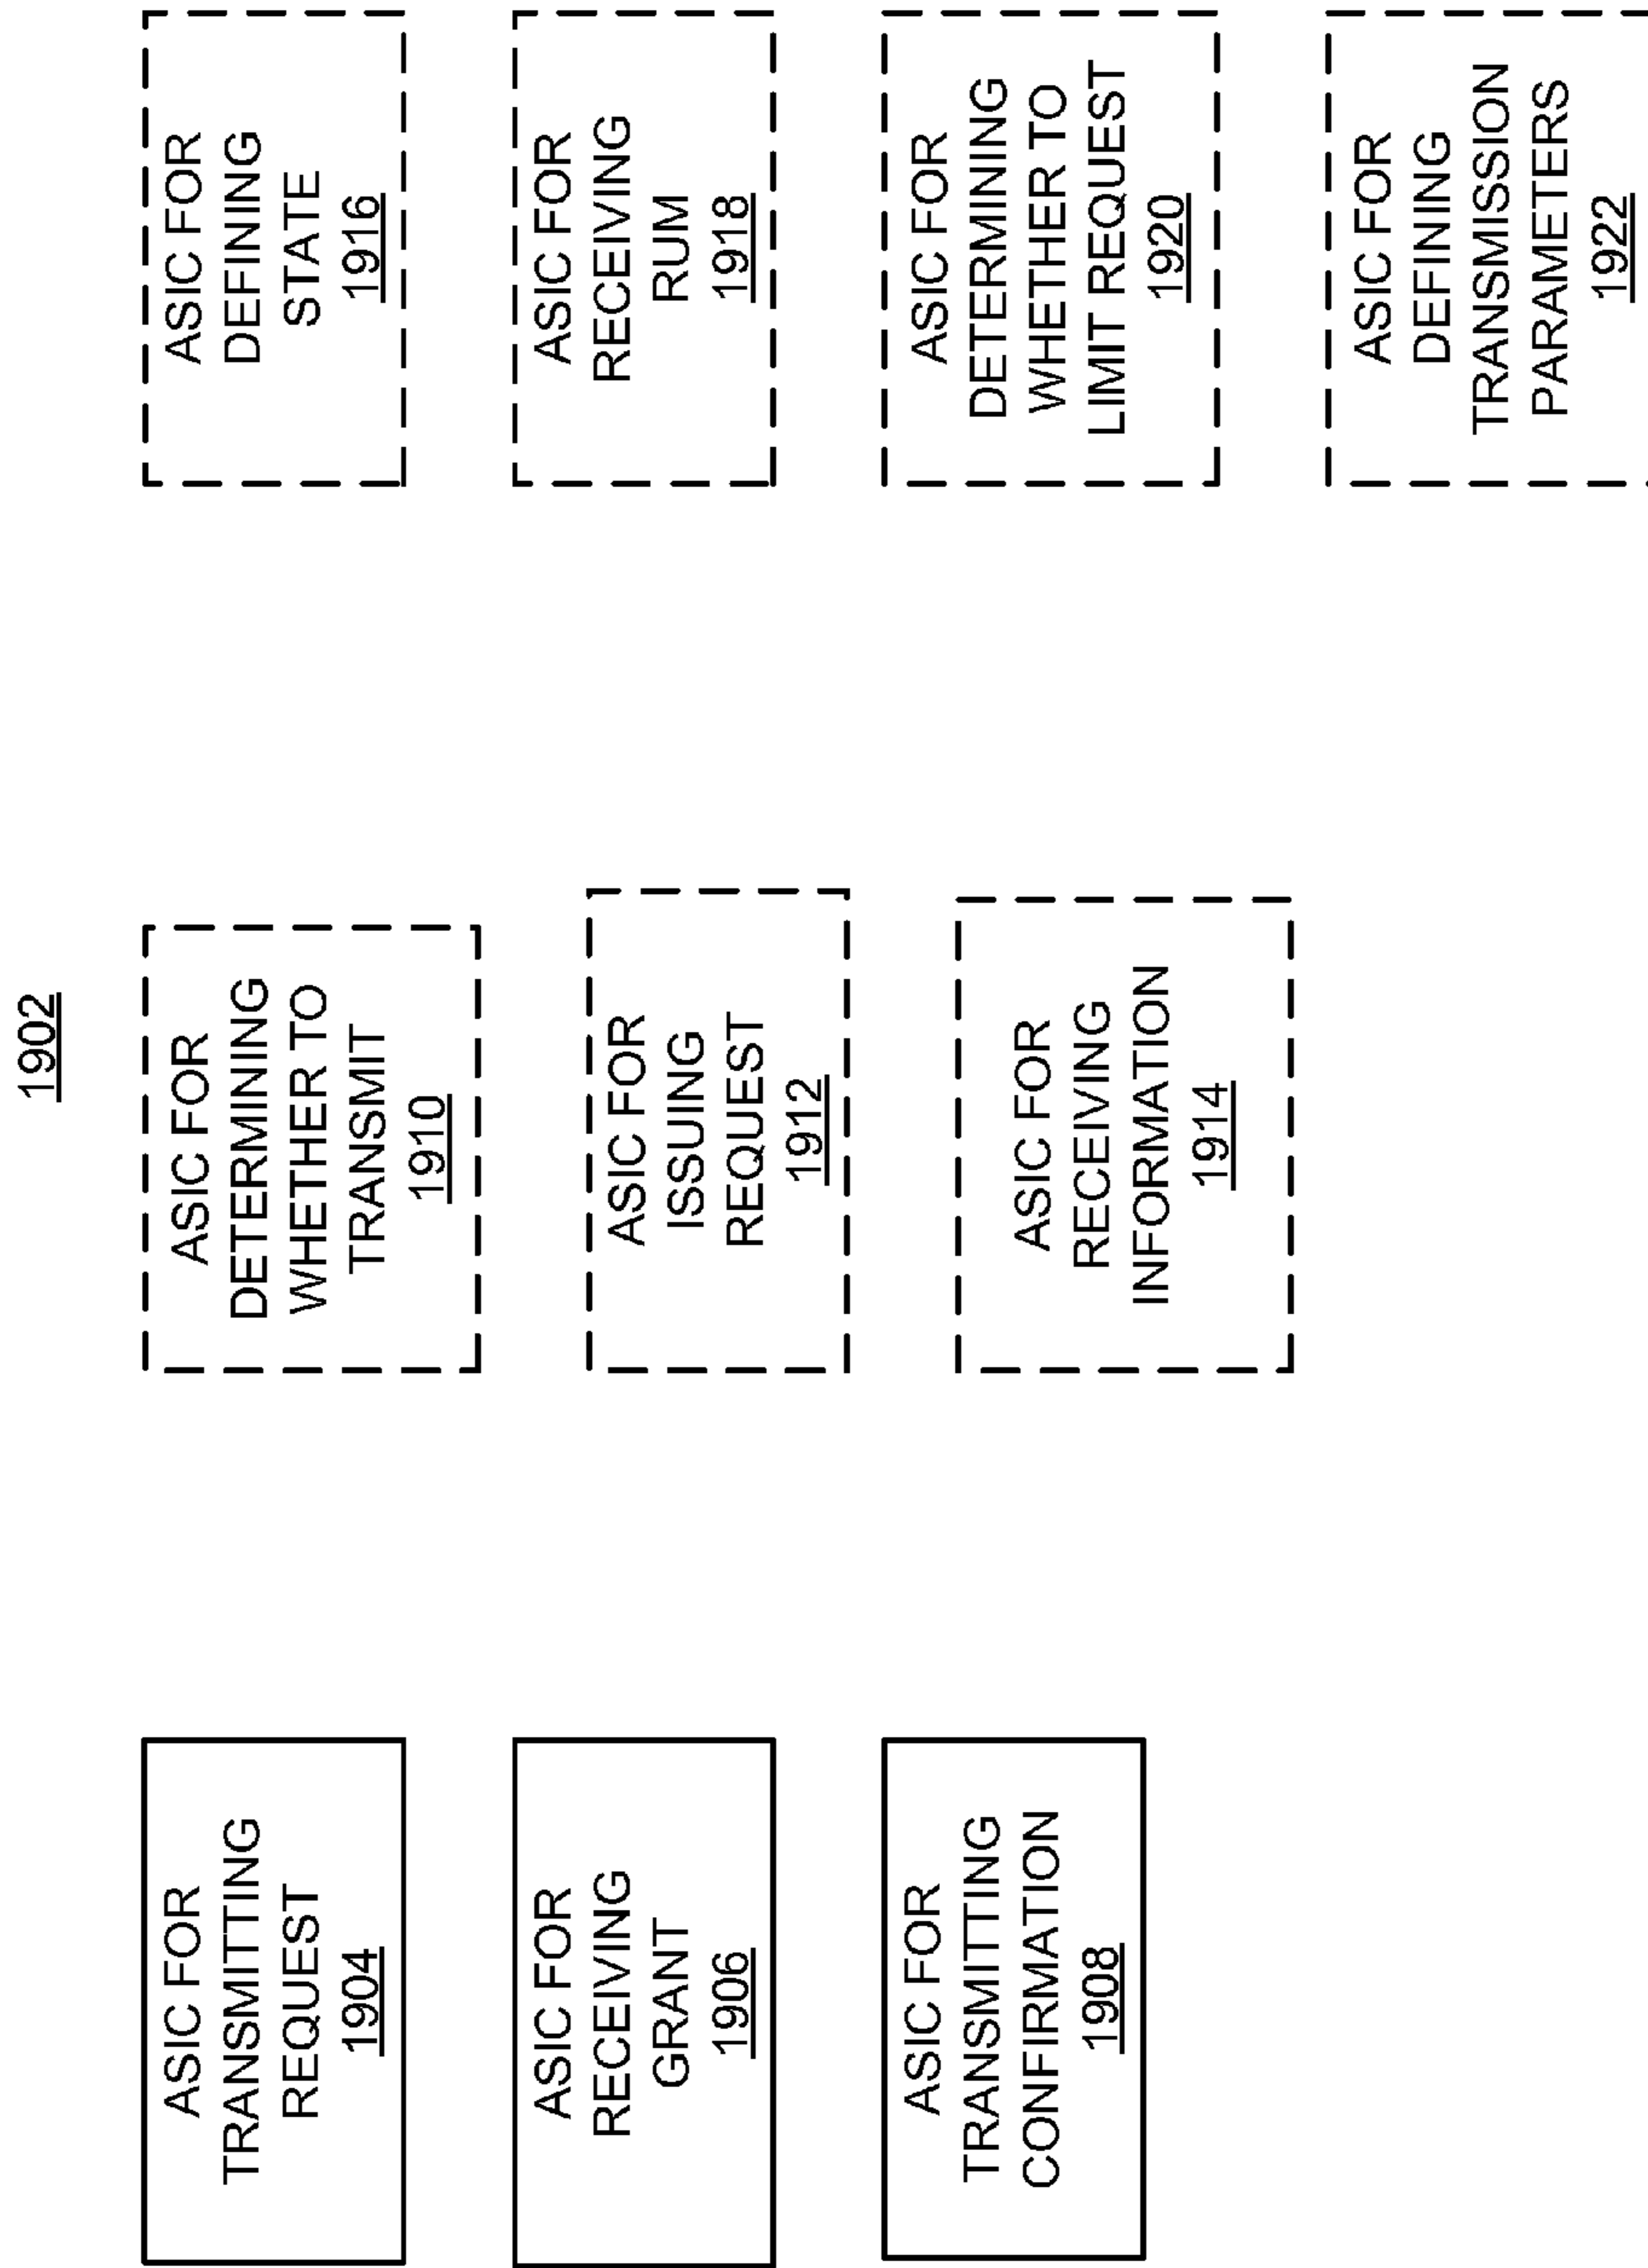 1902
ASIC FOR
TRANSMITTING
REQUEST
1904
ASIC FOR
RECEIVING
GRANT
1906
ASIC FOR
TRANSMITTING
CONFIRMATION
1908
ASIC FOR
DETERMINING
WHETHER TO
TRANSMIT
1910
ASIC FOR
ISSUING
REQUEST
1912
ASIC FOR
RECEIVING
INFORMATION
1914
ASIC FOR
DEFINING
STATE
1916
ASIC FOR
RECEIVING
RUM
1918
ASIC FOR
DETERMINING
WHETHER TO
LIMIT REQUEST
1920
ASIC FOR
DEFINING
TRANSMISSION
PARAMETERS
1922